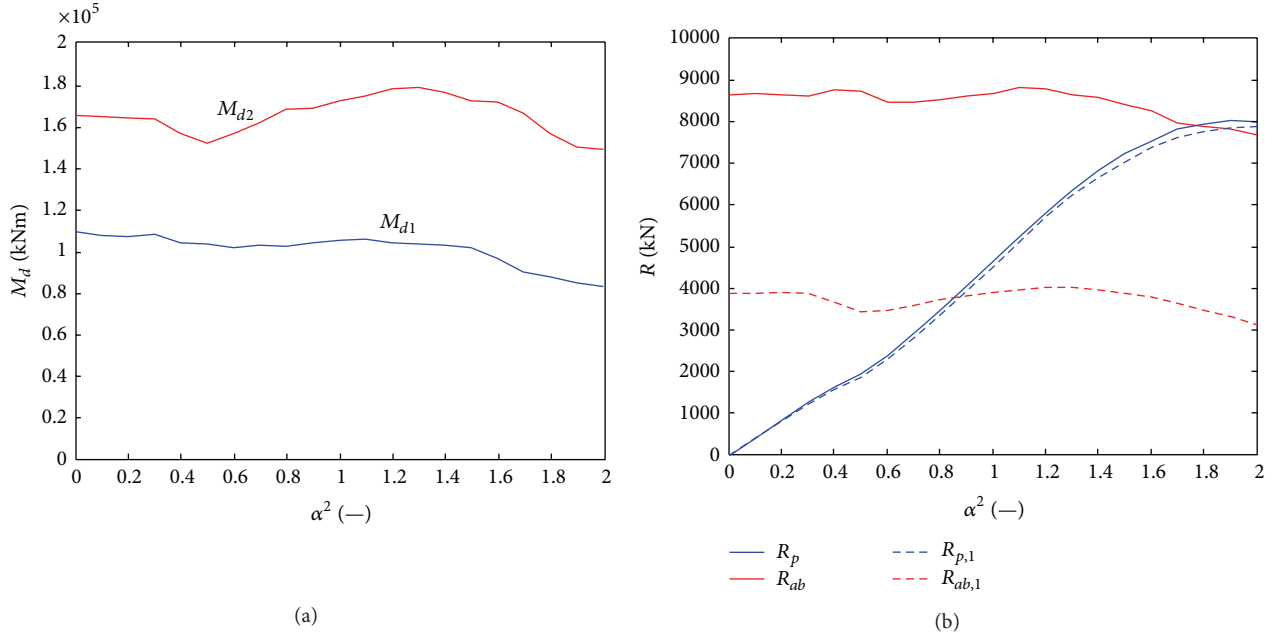 ×10⁵
2
1.8
1.6
1.4
1.2
1
0.8
0.6
0.4
0.2
0
M_d (kNm)
M_d2
M_d1
0 0.2 0.4 0.6 0.8 1 1.2 1.4 1.6 1.8 2
α² (—)
(a)
10000
9000
8000
7000
6000
5000
4000
3000
2000
1000
0
R (kN)
0 0.2 0.4 0.6 0.8 1 1.2 1.4 1.6 1.8 2
α² (—)
R_p R_p,1
R_ab R_ab,1
(b)